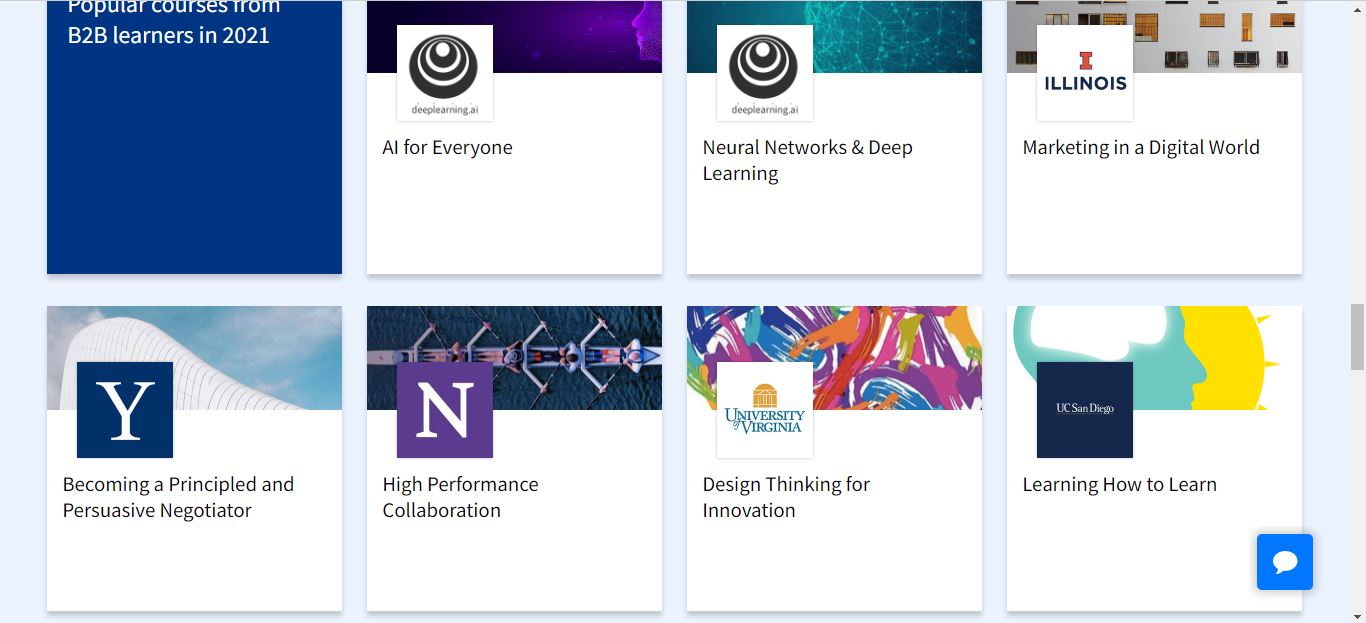 Popular courses from
B2B learners in 2021
deeplearning.ai
AI for Everyone
deeplearning.ai
Neural Networks & Deep
Learning
I
ILLINOIS
Marketing in a Digital World
Y
Becoming a Principled and
Persuasive Negotiator
N
High Performance
Collaboration
UNIVERSITY
of VIRGINIA
Design Thinking for
Innovation
UC San Diego
Learning How to Learn